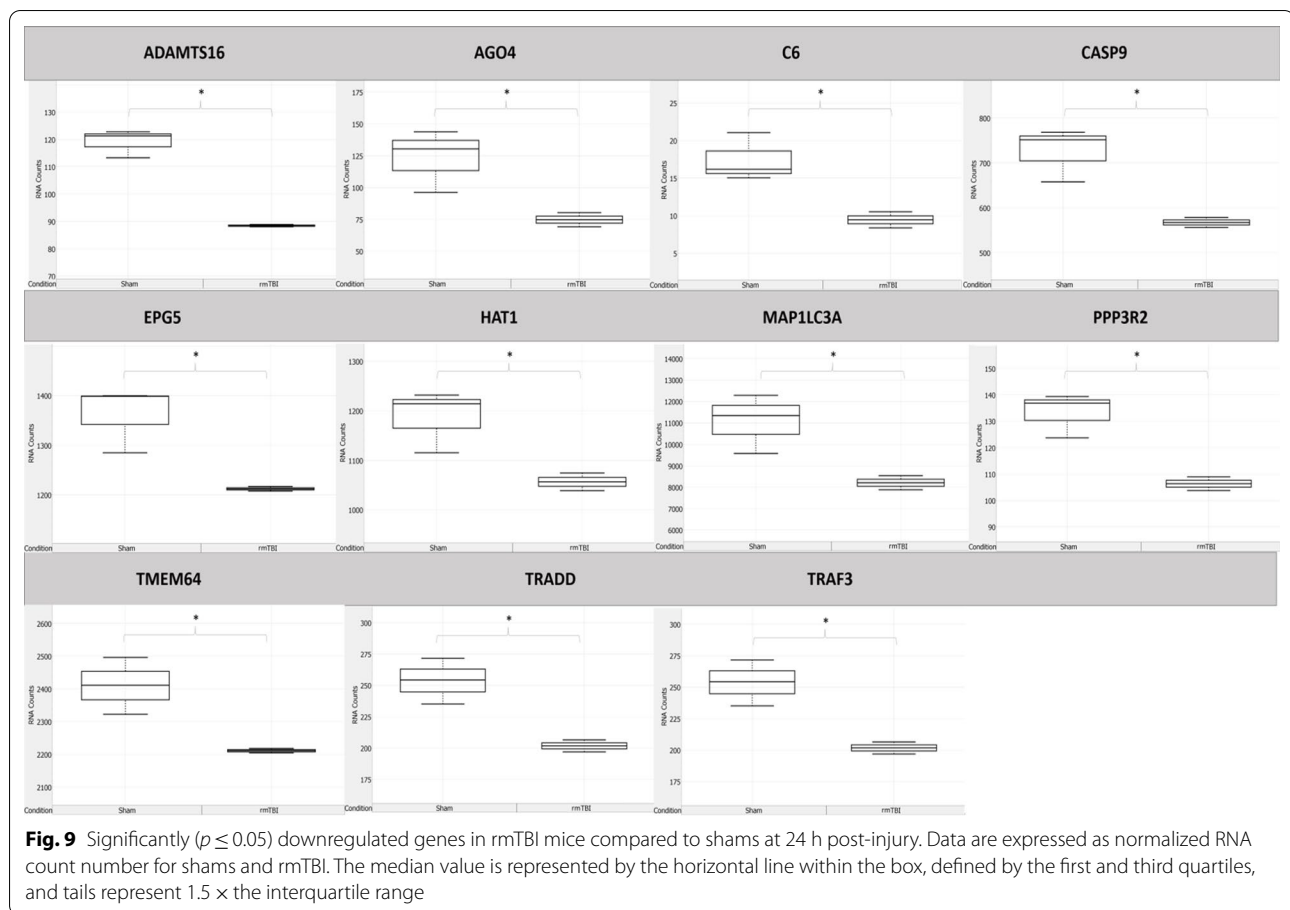 ADAMTS16 AGO4 C6 CASP9
* * * *
130 175 25 800
120 150 20 700
110 125 15 600
100 100 10 500
90 75 5
80 50
70
RNA Counts RNA Counts RNA Counts RNA Counts
Condition Sham rmTBI Condition Sham rmTBI Condition Sham rmTBI Condition Sham rmTBI
EPG5 HAT1 MAP1LC3A PPP3R2
* * * *
1400 1300 14000 150
1300 1200 13000 140
1200 1100 12000 130
1000 11000 120
10000 110
9000 100
8000 90
7000
6000
RNA Counts RNA Counts RNA Counts RNA Counts
Condition Sham rmTBI Condition Sham rmTBI Condition Sham rmTBI Condition Sham rmTBI
TMEM64 TRADD TRAF3
* * *
2600 300 300
2500 275 275
2400 250 250
2300 225 225
2200 200 200
2100 175 175
RNA Counts RNA Counts RNA Counts
Condition Sham rmTBI Condition Sham rmTBI Condition Sham rmTBI
Fig. 9 Significantly (p ≤ 0.05) downregulated genes in rmTBI mice compared to shams at 24 h post-injury. Data are expressed as normalized RNA
count number for shams and rmTBI. The median value is represented by the horizontal line within the box, defined by the first and third quartiles,
and tails represent 1.5 × the interquartile range